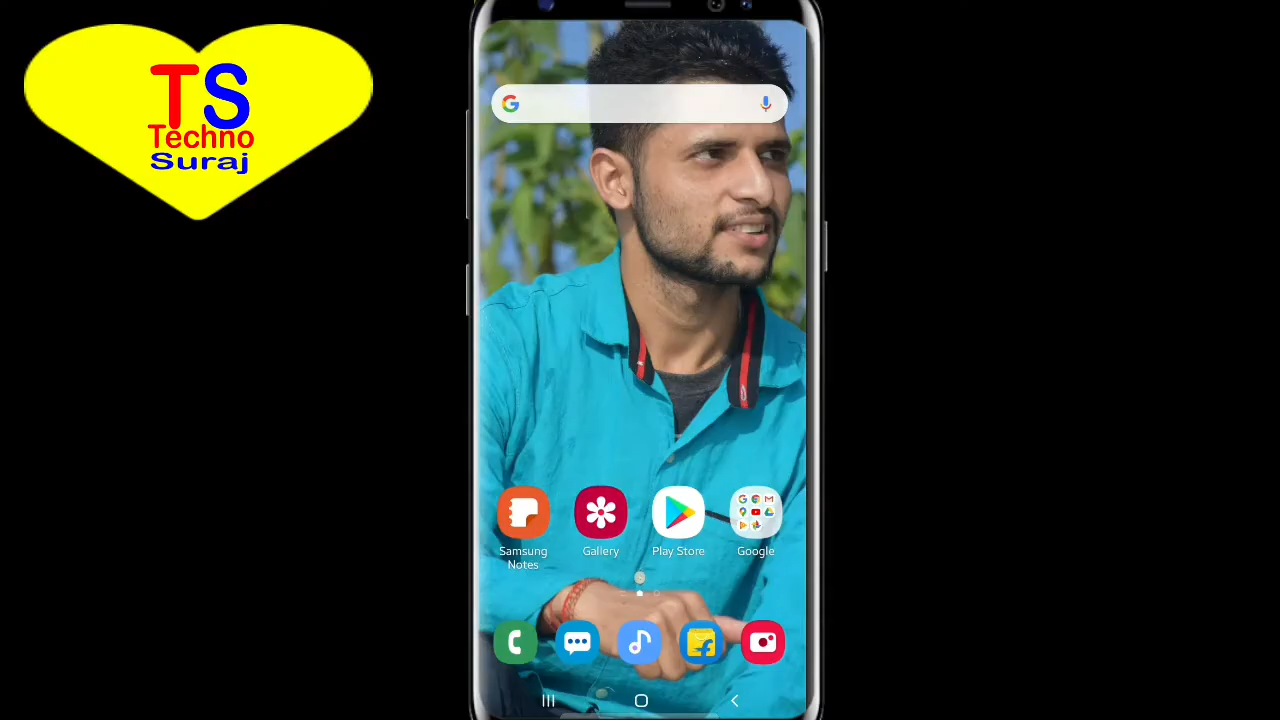 TS
Techno
Suraj
Samsung
Notes
Gallery
Play Store
Google